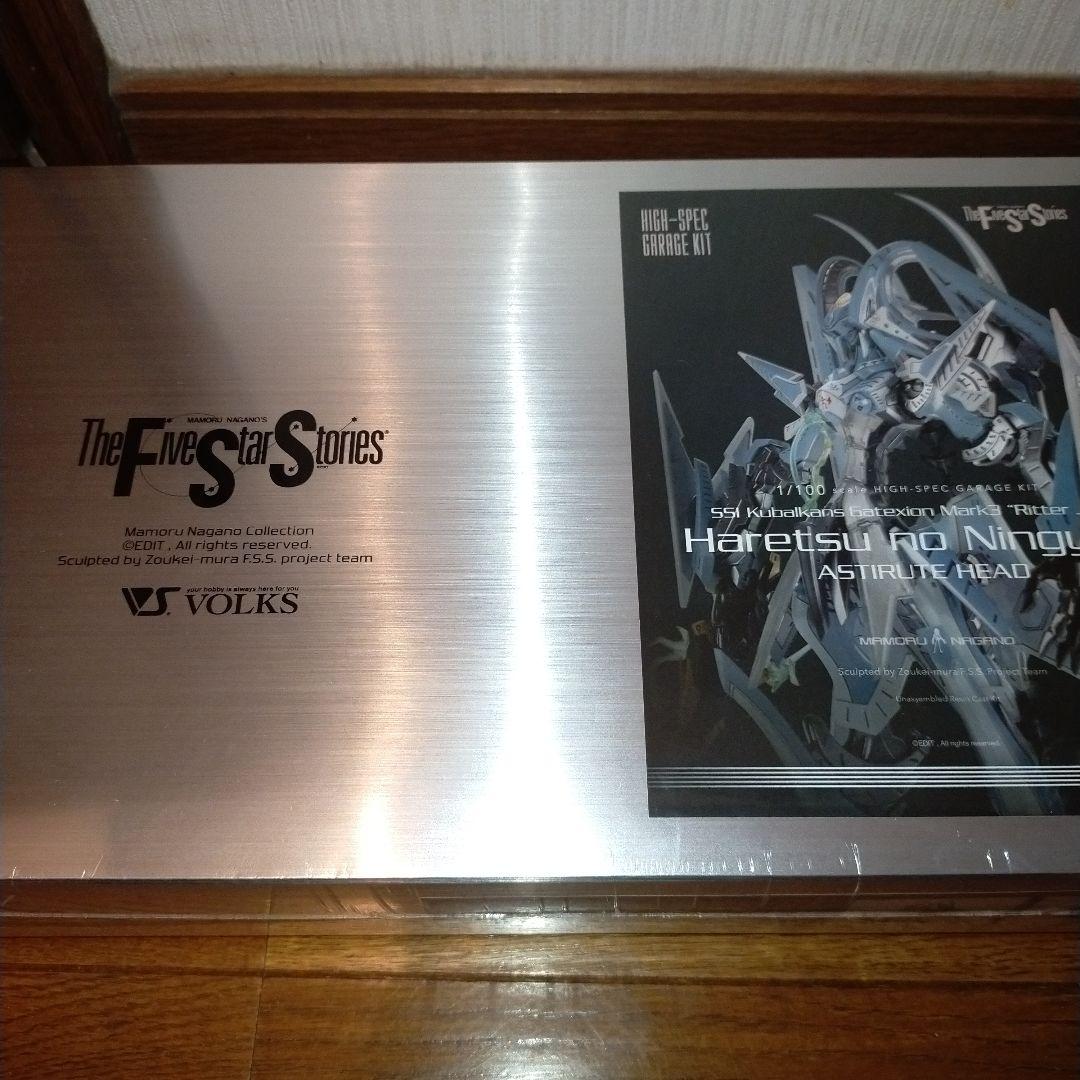 MAMORU NAGANO'S
The Five Star Stories
Mamoru Nagano Collection
©EDIT , All rights reserved.
Sculpted by Zoukei-mura F.S.S. project team
your hobby is always here for you
VS. VOLKS
HIGH-SPEC
GARAGE KIT
The Five Star Stories
1/100 scale HIGH-SPEC GARAGE KIT
SSI Kubalkans Gatexion Mark3 "Ritter
Haretsu no Ningy
ASTIRUTE HEAD
MAMORU NAGANO
Sculpted by Zoukei-mura F.S.S. Project Team
Unassembled Resin Cast Kit
©EDIT , All rights reserved.